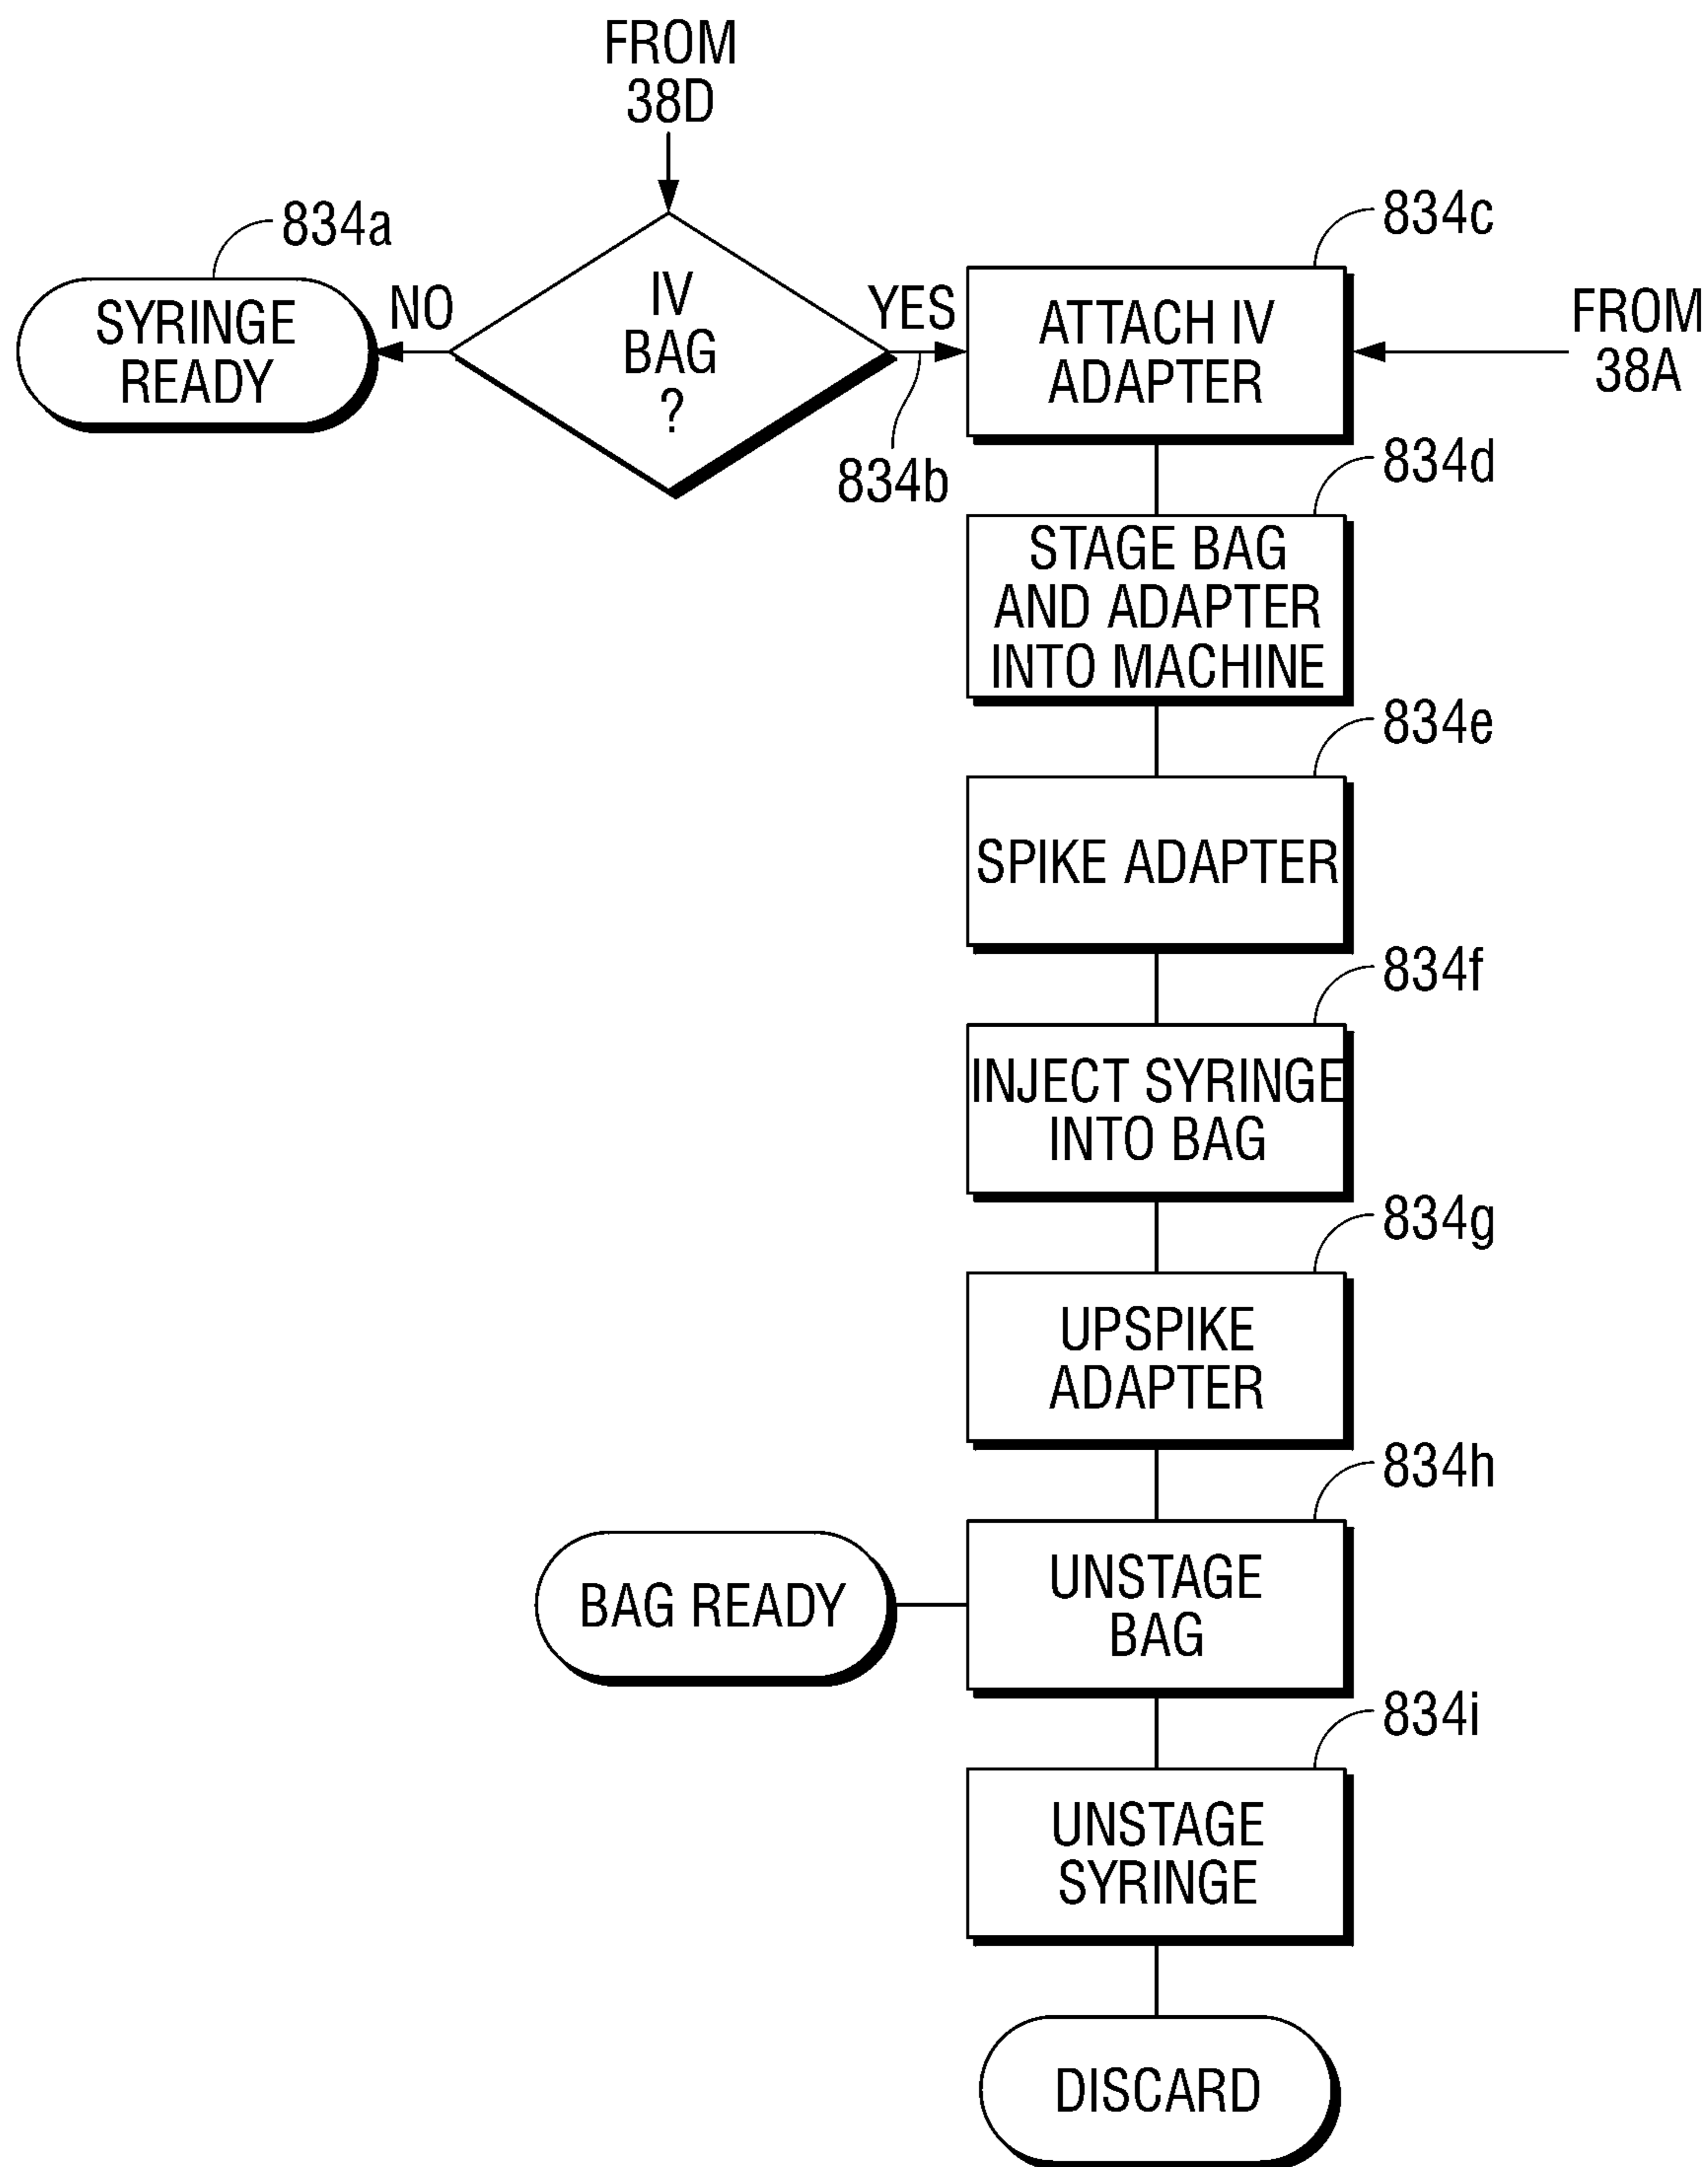 FROM
38D
834a
834c
SYRINGE
READY
NO
IV
BAG
?
YES
834b
ATTACH IV
ADAPTER
FROM
38A
834d
STAGE BAG
AND ADAPTER
INTO MACHINE
834e
SPIKE ADAPTER
834f
INJECT SYRINGE
INTO BAG
834g
UPSPIKE
ADAPTER
834h
BAG READY
UNSTAGE
BAG
834i
UNSTAGE
SYRINGE
DISCARD